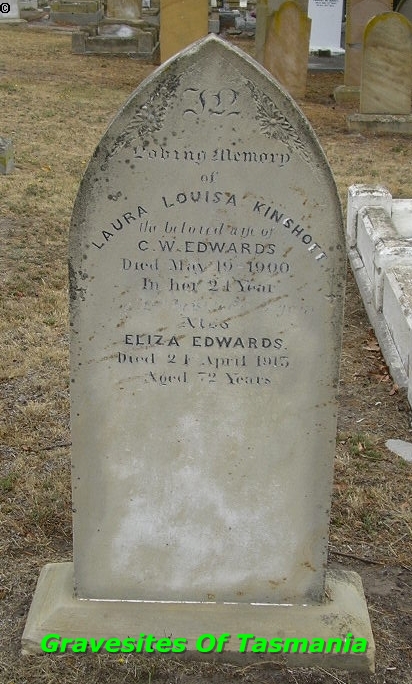 ©
In
Loving Memory
of
LAURA LOUISA KINSHOTT
the beloved wife of
C. W. EDWARDS
Died May 19-1900
In her 24 Year
Also
ELIZA EDWARDS.
Died 24 April 1915
Aged 72 Years
Gravesites Of Tasmania